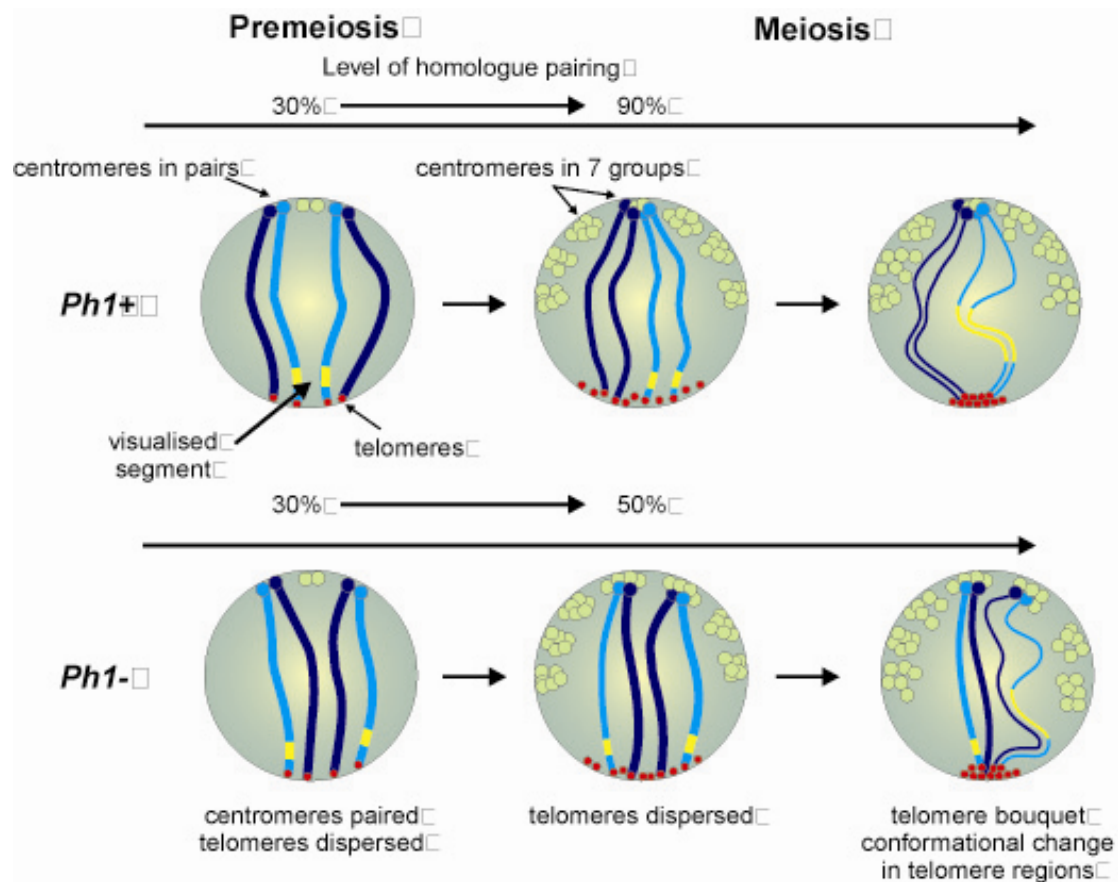 Premeiosis□ Meiosis□
Level of homologue pairing□
30%□ 90%□
centromeres in pairs□ centromeres in 7 groups□
Ph1+□
visualised□
segment□
telomeres□
30%□ 50%□
Ph1-□
centromeres paired□
telomeres dispersed□
telomeres dispersed□
telomere bouquet□
conformational change
in telomere regions□